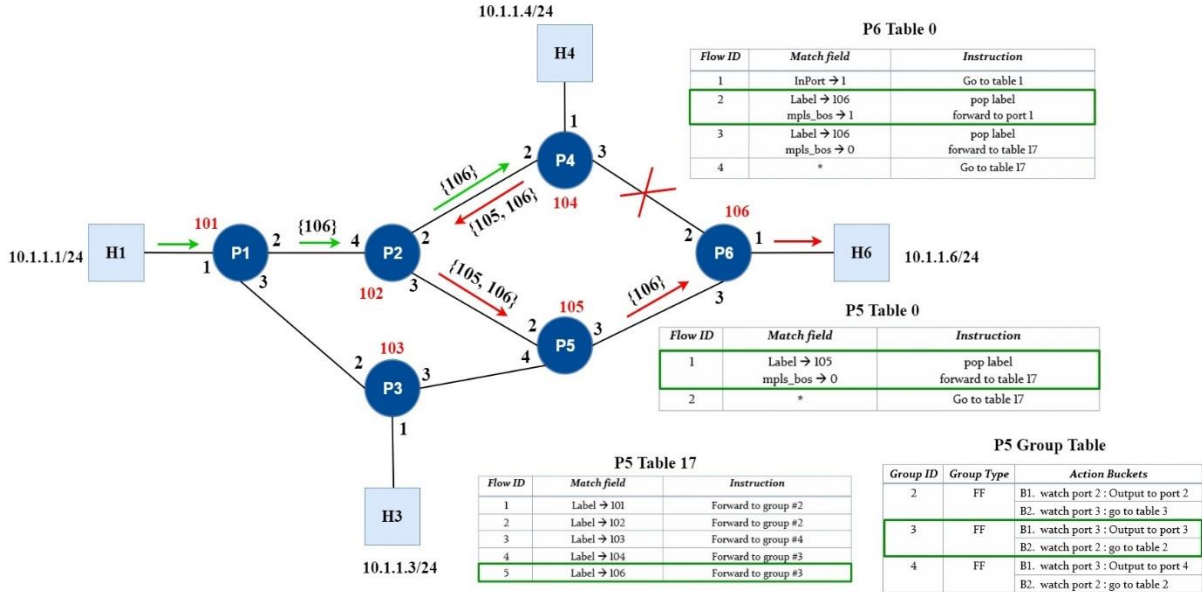 10.1.1.4/24
H4
1
2
P4
3
104
{106}
{105, 106}
101
{106}
H1
10.1.1.1/24
P1
2
1
3
4
P2
2
3
102
{105, 106}
106
2
P6
1
3
H6
10.1.1.6/24
{106}
105
2
P5
3
4
103
2
P3
3
1
H3
10.1.1.3/24
P6 Table 0
Flow ID Match field Instruction
1 InPort → 1 Go to table 1
2 Label → 106 pop label
mpls_bos → 1 forward to port 1
3 Label → 106 pop label
mpls_bos → 0 forward to table 17
4 * Go to table 17
P5 Table 0
Flow ID Match field Instruction
1 Label → 105 pop label
mpls_bos → 0 forward to table 17
2 * Go to table 17
P5 Table 17
Flow ID Match field Instruction
1 Label → 101 Forward to group #2
2 Label → 102 Forward to group #2
3 Label → 103 Forward to group #4
4 Label → 104 Forward to group #3
5 Label → 106 Forward to group #3
P5 Group Table
Group ID Group Type Action Buckets
2 FF B1. watch port 2 : Output to port 2
B2. watch port 3 : go to table 3
3 FF B1. watch port 3 : Output to port 3
B2. watch port 2 : go to table 2
4 FF B1. watch port 3 : Output to port 4
B2. watch port 2 : go to table 2